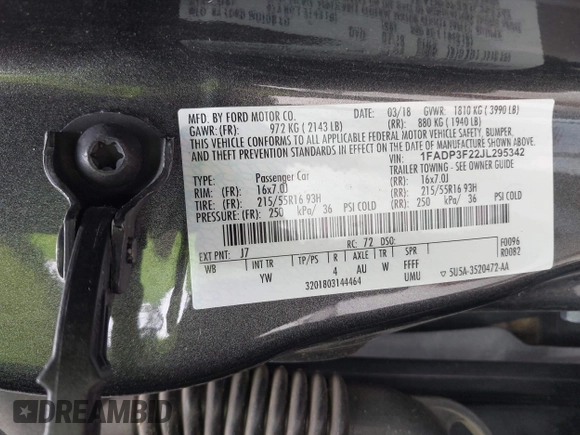 MFD. BY FORD MOTOR CO.
03/18 GVWR: 1810 KG ( 3990 LB)
GAWR: (FR): 972 KG ( 2143 LB) (RR): 880 KG ( 1940 LB)
THIS VEHICLE CONFORMS TO ALL APPLICABLE FEDERAL MOTOR VEHICLE SAFETY, BUMPER,
AND THEFT PREVENTION STANDARDS IN EFFECT ON THE DATE OF MANUFACTURE SHOWN ABOVE.
VIN: 1FADP3F22JL295342
TYPE: Passenger Car TRAILER TOWING - SEE OWNER GUIDE
RIM: (FR): 16x7.0J (RR): 16x7.0J
TIRE: (FR): 215/55R16 93H (RR): 215/55R16 93H
PRESSURE: (FR): 250 kPa/ 36 PSI COLD (RR): 250 kPa/ 36 PSI COLD
EXT PNT: J7 RC: 72 DSO: F0096
WB INT TR TP/PS R AXLE TR SPR R0082
YW 4 AU W FFFF
UMU
3201803144464 ▽ 5U5A-3520472-AA
DREAMBID